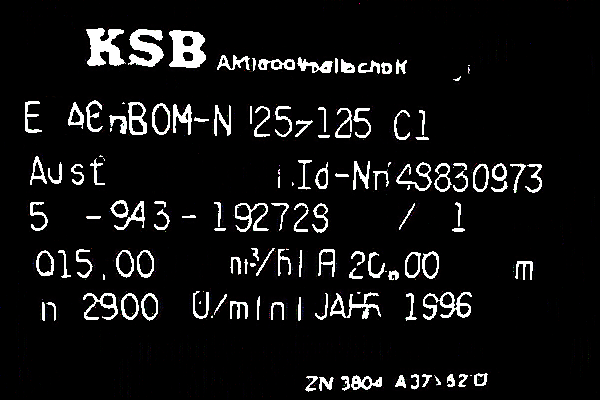 KSB Aktiengesellschaft
125-125 C1
Aust i.Id-Nr 48830973
5 -943-192728 / 1
Q15,00 m³/h H 20,00 m
n 2900 U/min JAHR 1996
ZN 3804